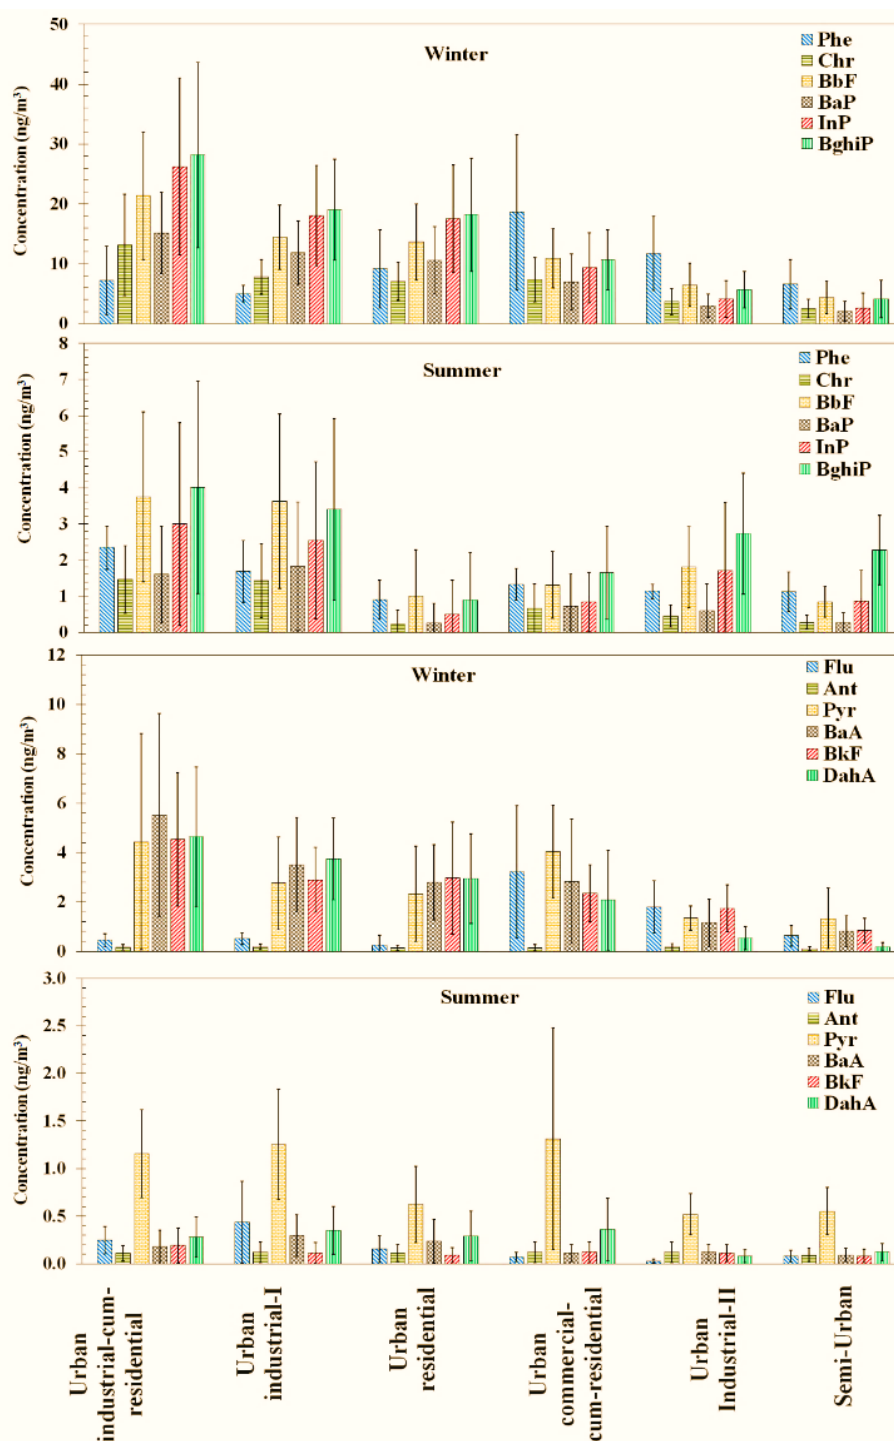 50
40
30
20
10
0
Concentration (ng/m³)
Winter
Phe
Chr
BbF
BaP
InP
BghiP
8
7
6
5
4
3
2
1
0
Concentration (ng/m³)
Summer
Phe
Chr
BbF
BaP
InP
BghiP
12
10
8
6
4
2
0
Concentration (ng/m³)
Winter
Flu
Ant
Pyr
BaA
BkF
DahA
3.0
2.5
2.0
1.5
1.0
0.5
0.0
Concentration (ng/m³)
Summer
Flu
Ant
Pyr
BaA
BkF
DahA
Urban
industrial-cum-
residential
Urban
industrial-I
Urban
residential
Urban
commercial-
cum-residential
Urban
Industrial-II
Semi-Urban